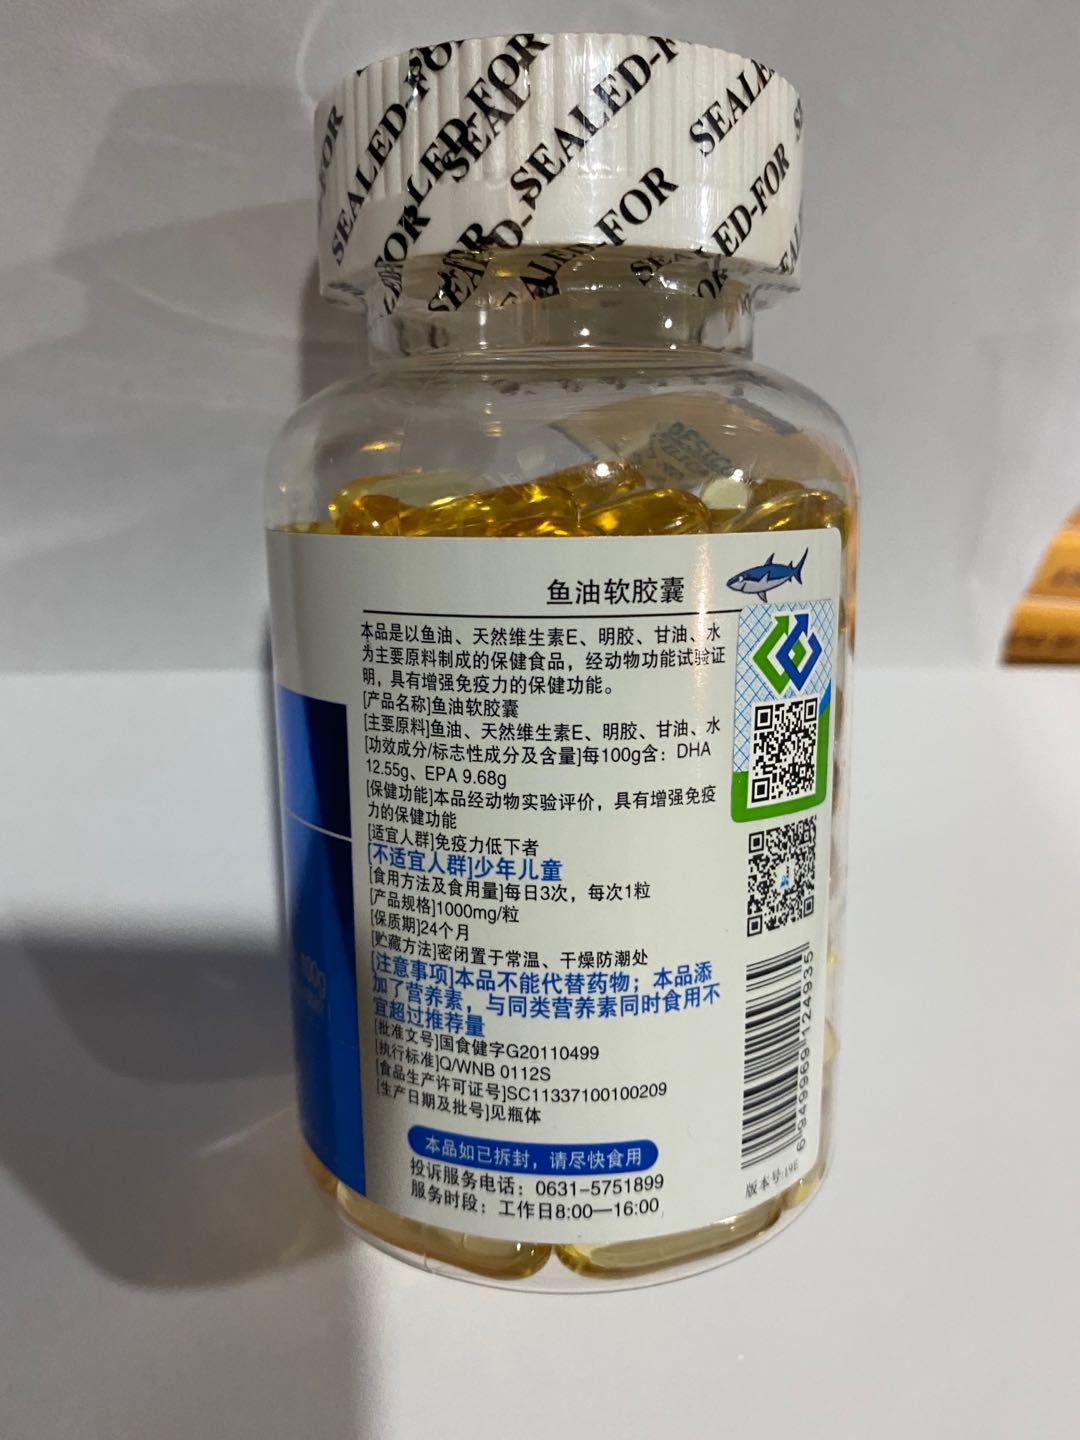 SEALED-FOR
SEALED-FOR
SEALED-FOR
鱼油软胶囊
本品是以鱼油、天然维生素E、明胶、甘油、水
为主要原料制成的保健食品，经动物功能试验证
明，具有增强免疫力的保健功能。
[产品名称]鱼油软胶囊
[主要原料]鱼油、天然维生素E、明胶、甘油、水
[功效成分/标志性成分及含量]每100g含：DHA
12.55g、EPA 9.68g
[保健功能]本品经动物实验评价，具有增强免疫
力的保健功能
[适宜人群]免疫力低下者
[不适宜人群]少年儿童
[食用方法及食用量]每日3次，每次1粒
[产品规格]1000mg/粒
[保质期]24个月
[贮藏方法]密闭置于常温、干燥防潮处
[注意事项]本品不能代替药物；本品添
加了营养素，与同类营养素同时食用不
宜超过推荐量
[批准文号]国食健字G20110499
[执行标准]Q/WNB 0112S
[食品生产许可证号]SC11337100100209
[生产日期及批号]见瓶体
本品如已拆封，请尽快食用
投诉服务电话：0631-5751899
服务时段：工作日8:00—16:00
6949969124935
版本号:19E
100g